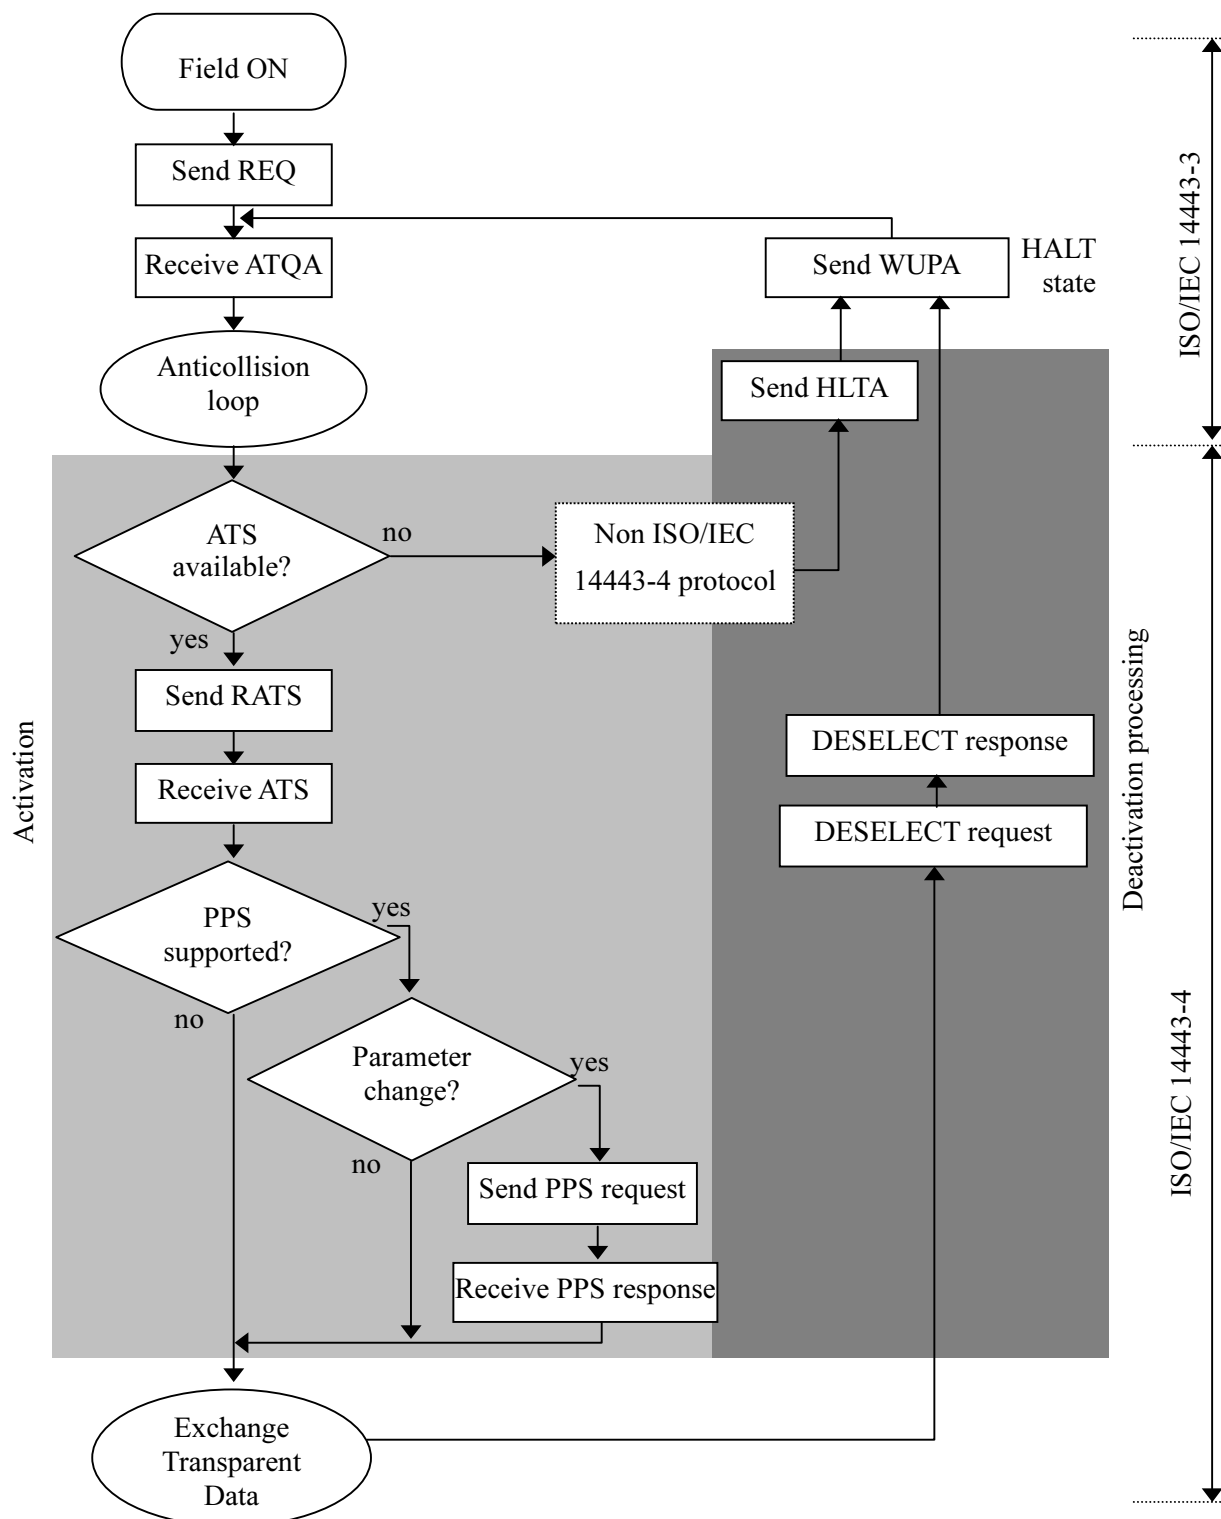 Field ON
Send REQ
Receive ATQA
Send WUPA
HALT
state
ISO/IEC 14443-3
Anticollision
loop
Send HLTA
ATS
available?
no
yes
Non ISO/IEC
14443-4 protocol
Send RATS
Receive ATS
Activation
DESELECT response
DESELECT request
Deactivation processing
PPS
supported?
yes
no
Parameter
change?
yes
no
Send PPS request
Receive PPS response
ISO/IEC 14443-4
Exchange
Transparent
Data